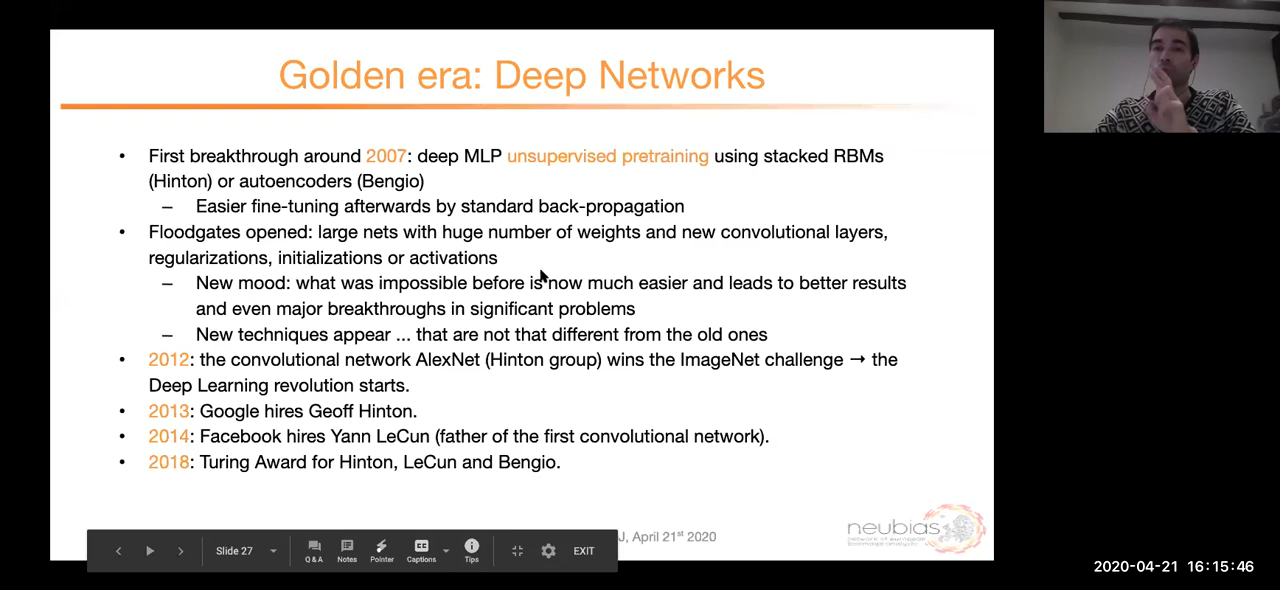 Golden era: Deep Networks
• First breakthrough around 2007: deep MLP unsupervised pretraining using stacked RBMs
(Hinton) or autoencoders (Bengio)
– Easier fine-tuning afterwards by standard back-propagation
• Floodgates opened: large nets with huge number of weights and new convolutional layers,
regularizations, initializations or activations
– New mood: what was impossible before is now much easier and leads to better results
and even major breakthroughs in significant problems
– New techniques appear ... that are not that different from the old ones
• 2012: the convolutional network AlexNet (Hinton group) wins the ImageNet challenge → the
Deep Learning revolution starts.
• 2013: Google hires Geoff Hinton.
• 2014: Facebook hires Yann LeCun (father of the first convolutional network).
• 2018: Turing Award for Hinton, LeCun and Bengio.
J, April 21st 2020
neubias
Slide 27
Q & A
Notes
Pointer
Captions
Tips
EXIT
2020-04-21 16:15:46